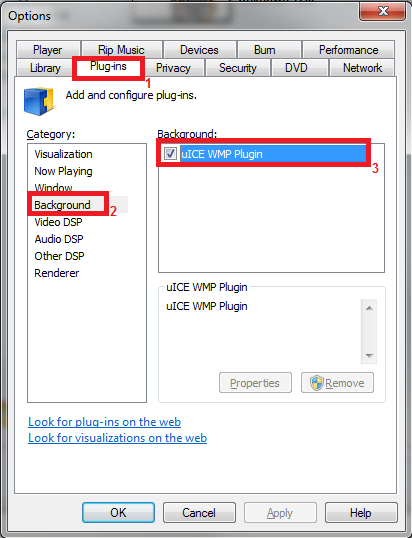 Options
Player Rip Music Devices Burn Performance
Library Plug-ins Privacy Security DVD Network
1
Add and configure plug-ins.
Category:
Background:
Visualization
Now Playing
Window
Background
Video DSP
Audio DSP
Other DSP
Renderer
2
uICE WMP Plugin
3
uICE WMP Plugin
uICE WMP Plugin
Properties
Remove
Look for plug-ins on the web
Look for visualizations on the web
OK Cancel Apply Help